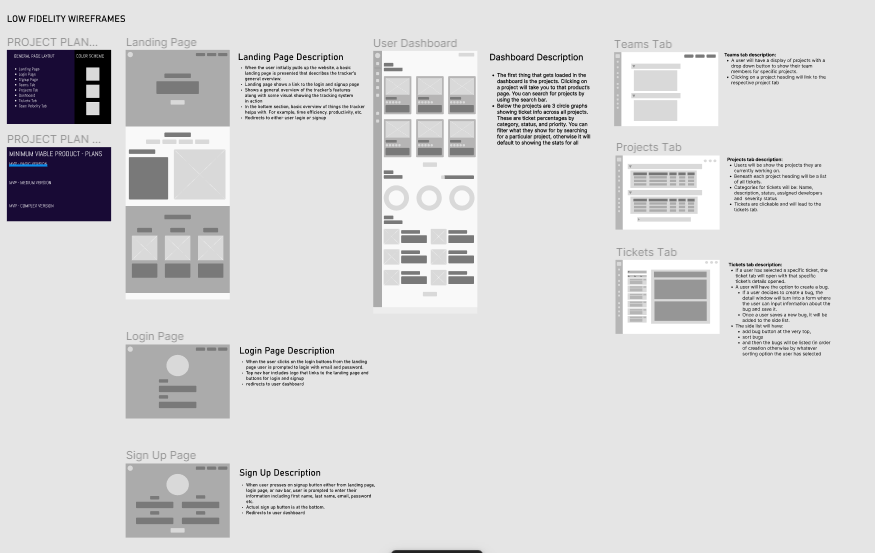 LOW FIDELITY WIREFRAMES
PROJECT PLAN...
GENERAL PAGE LAYOUT
COLOR SCHEME
Landing Page
Login Page
Signup Page
Teams Tab
Projects Tab
Dashboard
Tickets Tab
Team Velocity Tab
PROJECT PLAN ...
MINIMUM VIABLE PRODUCT - PLANS
MVP - BASIC VERSION
MVP - MEDIUM VERSION
MVP - COMPLEX VERSION
Landing Page
Landing Page Description
When the user initially pulls up the website, a basic
landing page is presented that describes the tracker's
general overview.
Landing page shows a link to the login and signup page
Shows a general overview of the tracker's features
along with some visual showing the tracking system
in action
In the bottom section, basic overview of things the tracker
helps with. For example, time efficiency, productivity, etc.
Redirects to either user login or signup
Login Page
Login Page Description
When the user clicks on the login buttons from the landing
page user is prompted to login with email and password.
Top nav bar includes logo that links to the landing page and
buttons for login and signup
redirects to user dashboard
Sign Up Page
Sign Up Description
When user presses on signup button either from landing page,
login page, or nav bar, user is prompted to enter their
information including first name, last name, email, password
etc.
Actual sign up button is at the bottom.
Redirects to user dashboard
User Dashboard
Dashboard Description
The first thing that gets loaded in the
dashboard is the projects. Clicking on
a project will take you to that product's
page. You can search for projects by
using the search bar.
Below the projects are 3 circle graphs
showing ticket info across all projects.
These are ticket percentages by
category, status, and priority. You can
filter what they show for by searching
for a particular project, otherwise it will
default to showing the stats for all
Teams Tab
Teams tab description:
A user will have a display of projects with a
drop down button to show their team
members for specific projects.
Clicking on a project heading will link to the
respective project tab
Projects Tab
Projects tab description:
Users will be show the projects they are
currently working on.
Beneath each project heading will be a list
of all tickets.
Categories for tickets will be: Name,
description, status, assigned developers
and severity status
Tickets are clickable and will lead to the
tickets tab.
Tickets Tab
Tickets tab description:
If a user has selected a specific ticket, the
ticket tab will open with that specific
ticket's details opened.
A user will have the option to create a bug.
If a user decides to create a bug, the
detail window will turn into a form where
the user can input information about the
bug and save it.
Once a user saves a new bug, it will be
added to the side list.
The side list will have:
add bug button at the very top,
sort bugs
and then the bugs will be listed (in order
of creation otherwise by whatever
sorting option the user has selected